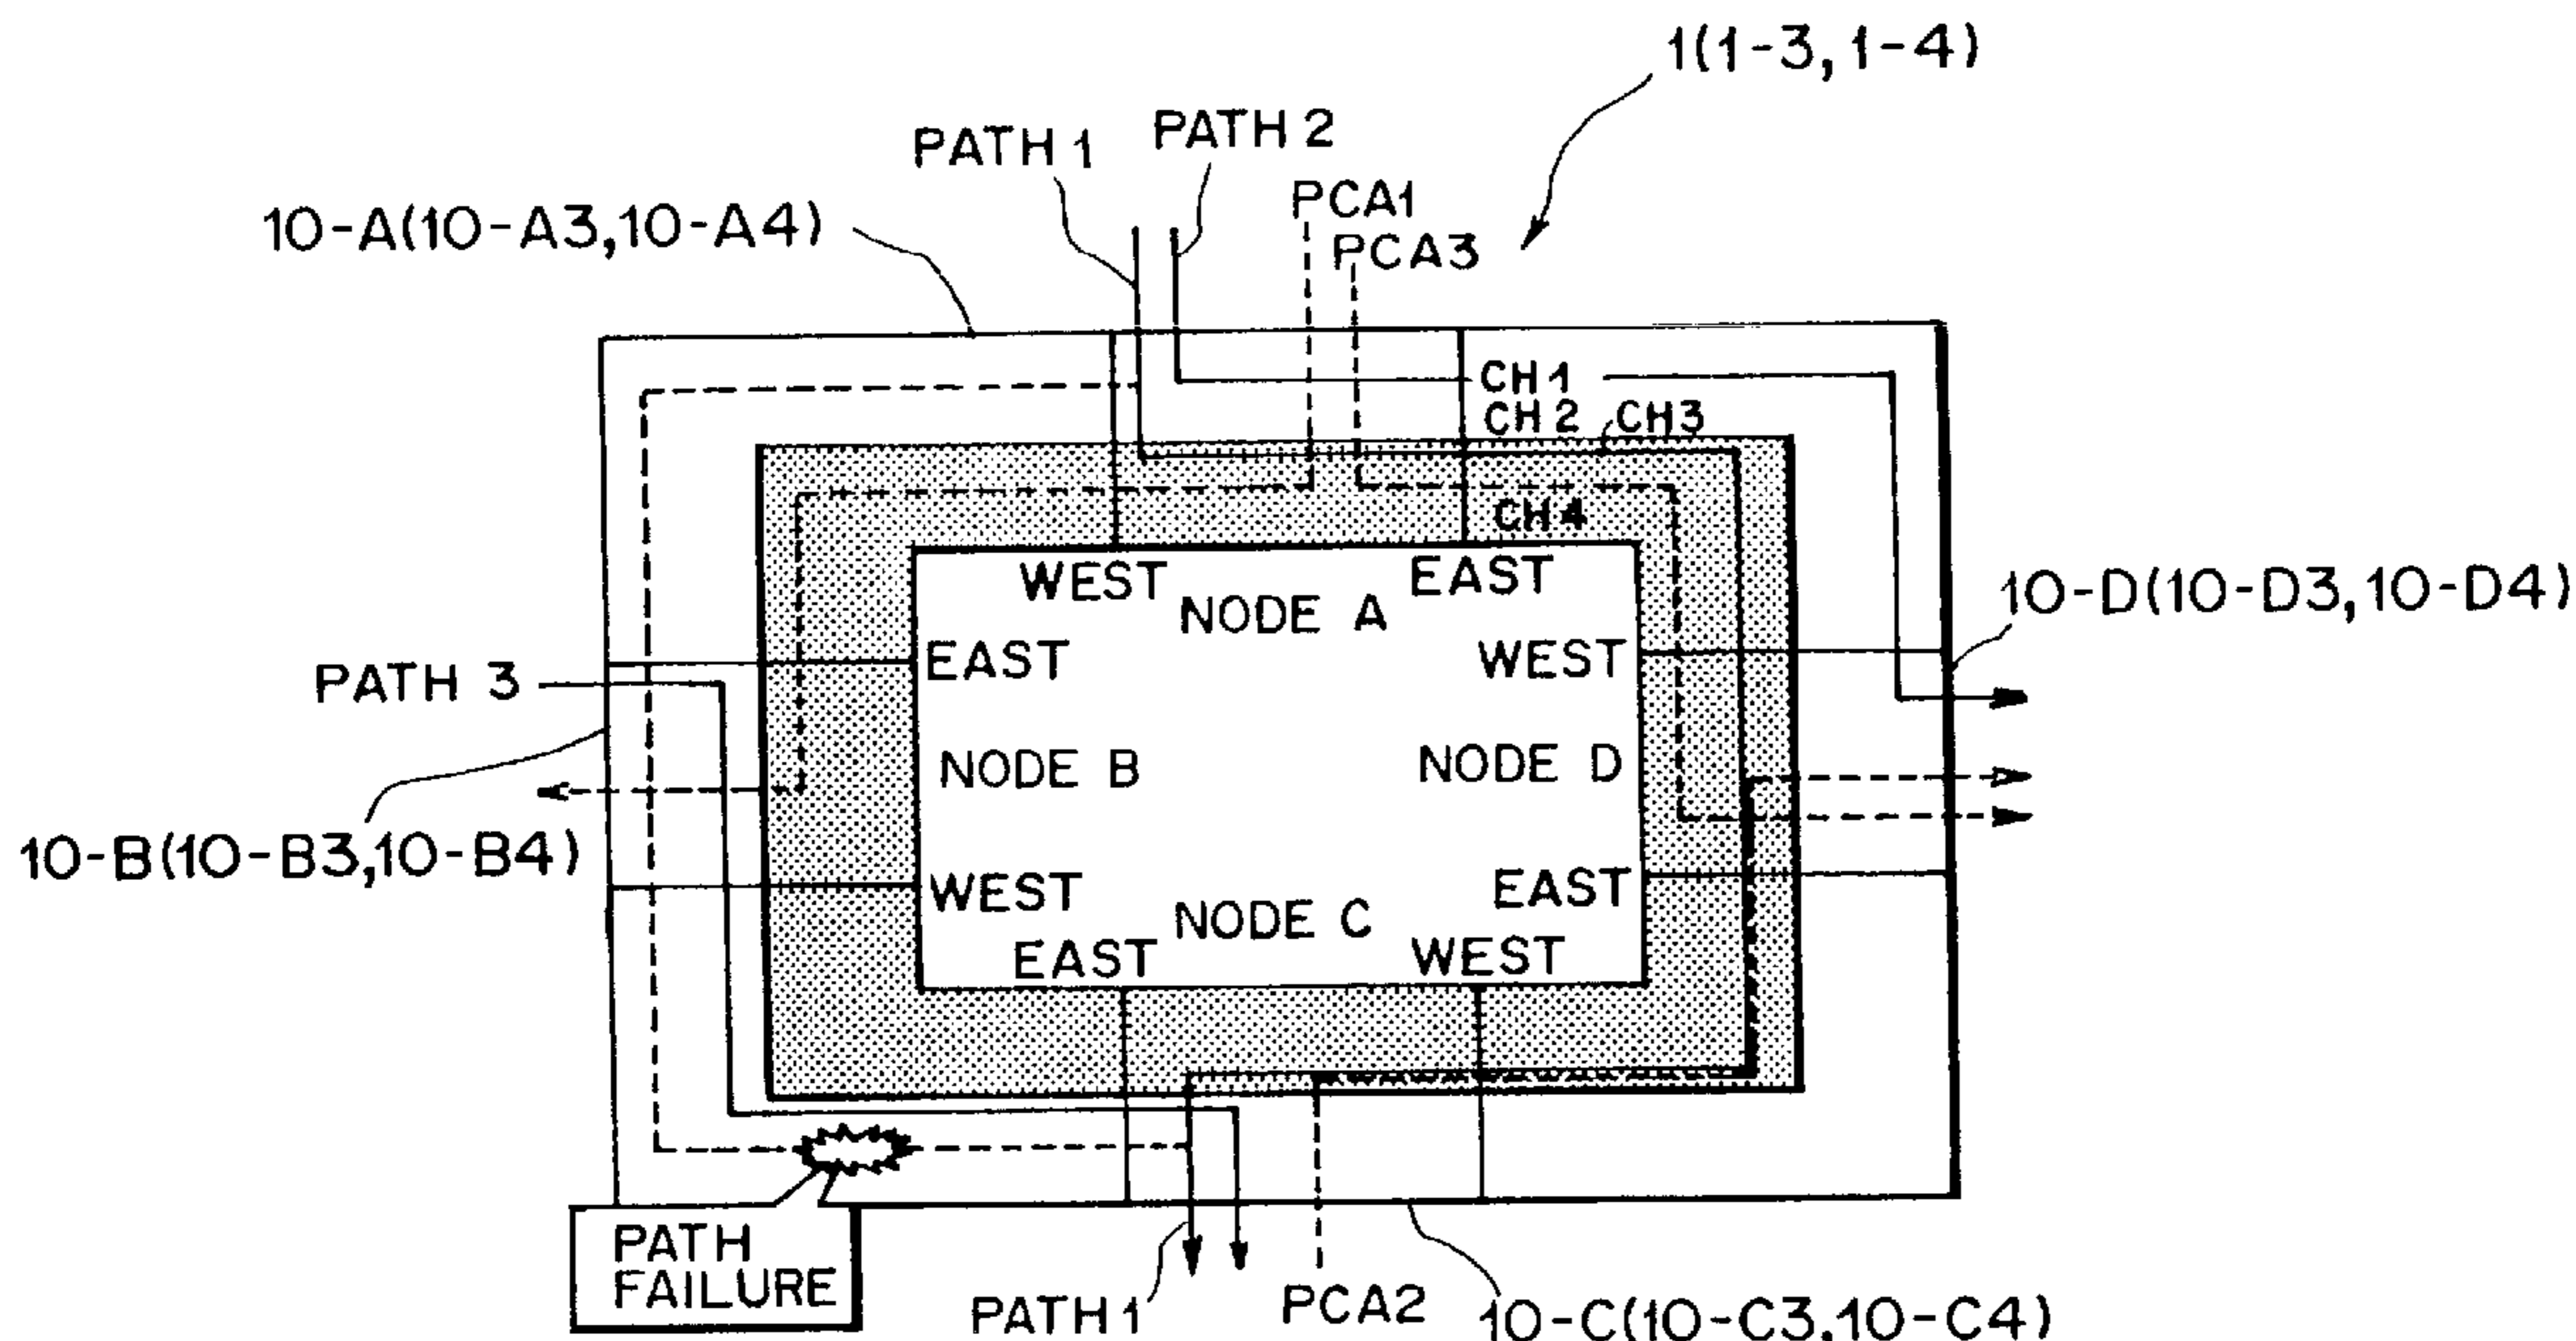 1(1-3, 1-4)
PATH 1
PATH 2
PCA1
10-A(10-A3,10-A4)
PCA3
CH 1
CH 2
CH3
CH4
WEST
EAST
NODE A
10-D(10-D3,10-D4)
EAST
WEST
PATH 3
NODE B
NODE D
10-B(10-B3,10-B4)
WEST
EAST
NODE C
EAST
WEST
PATH
FAILURE
PATH 1
PCA2
10-C(10-C3,10-C4)